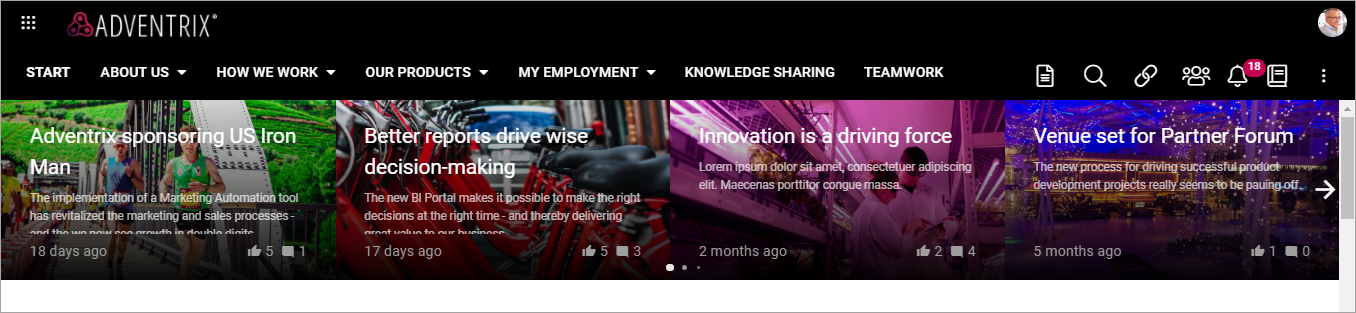 ADVENTRIX®
START
ABOUT US
HOW WE WORK
OUR PRODUCTS
MY EMPLOYMENT
KNOWLEDGE SHARING
TEAMWORK
18
Adventrix sponsoring US Iron
Man
The implementation of a Marketing Automation tool
has revitalized the marketing and sales processes -
and the we now see growth in double digits
18 days ago
5
1
Better reports drive wise
decision-making
The new BI Portal makes it possible to make the right
decisions at the right time - and thereby delivering
great value to our business
17 days ago
5
3
Innovation is a driving force
Lorem ipsum dolor sit amet, consectetuer adipiscing
elit. Maecenas porttitor congue massa.
2 months ago
2
4
Venue set for Partner Forum
The new process for driving successful product
development projects really seems to be pauing off.
5 months ago
1
0